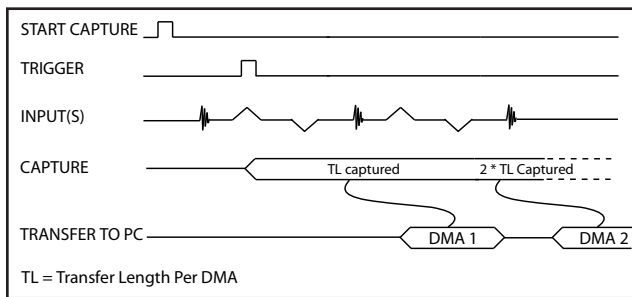 START CAPTURE
TRIGGER
INPUT(S)
CAPTURE
TL captured
2 * TL Captured
TRANSFER TO PC
DMA 1
DMA 2
TL = Transfer Length Per DMA